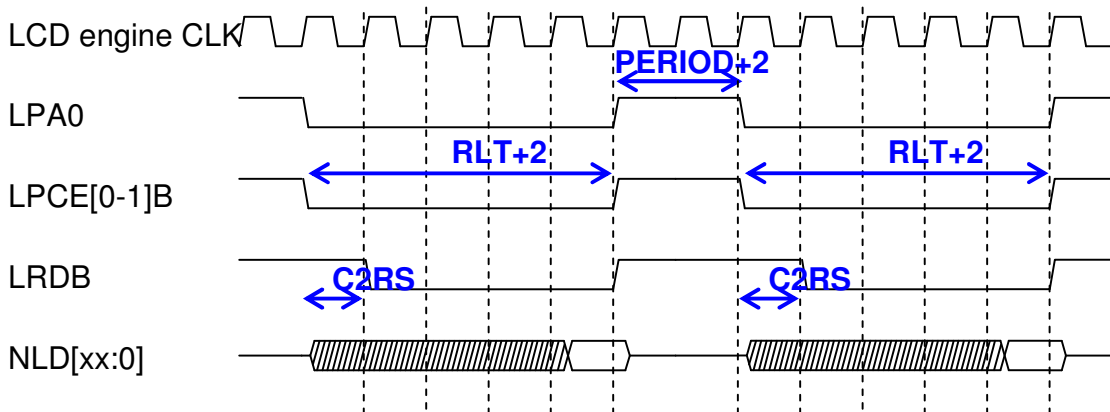 LCD engine CLK
PERIOD+2
LPA0
RLT+2 RLT+2
LPCE[0-1]B
LRDB
C2RS C2RS
NLD[xx:0]